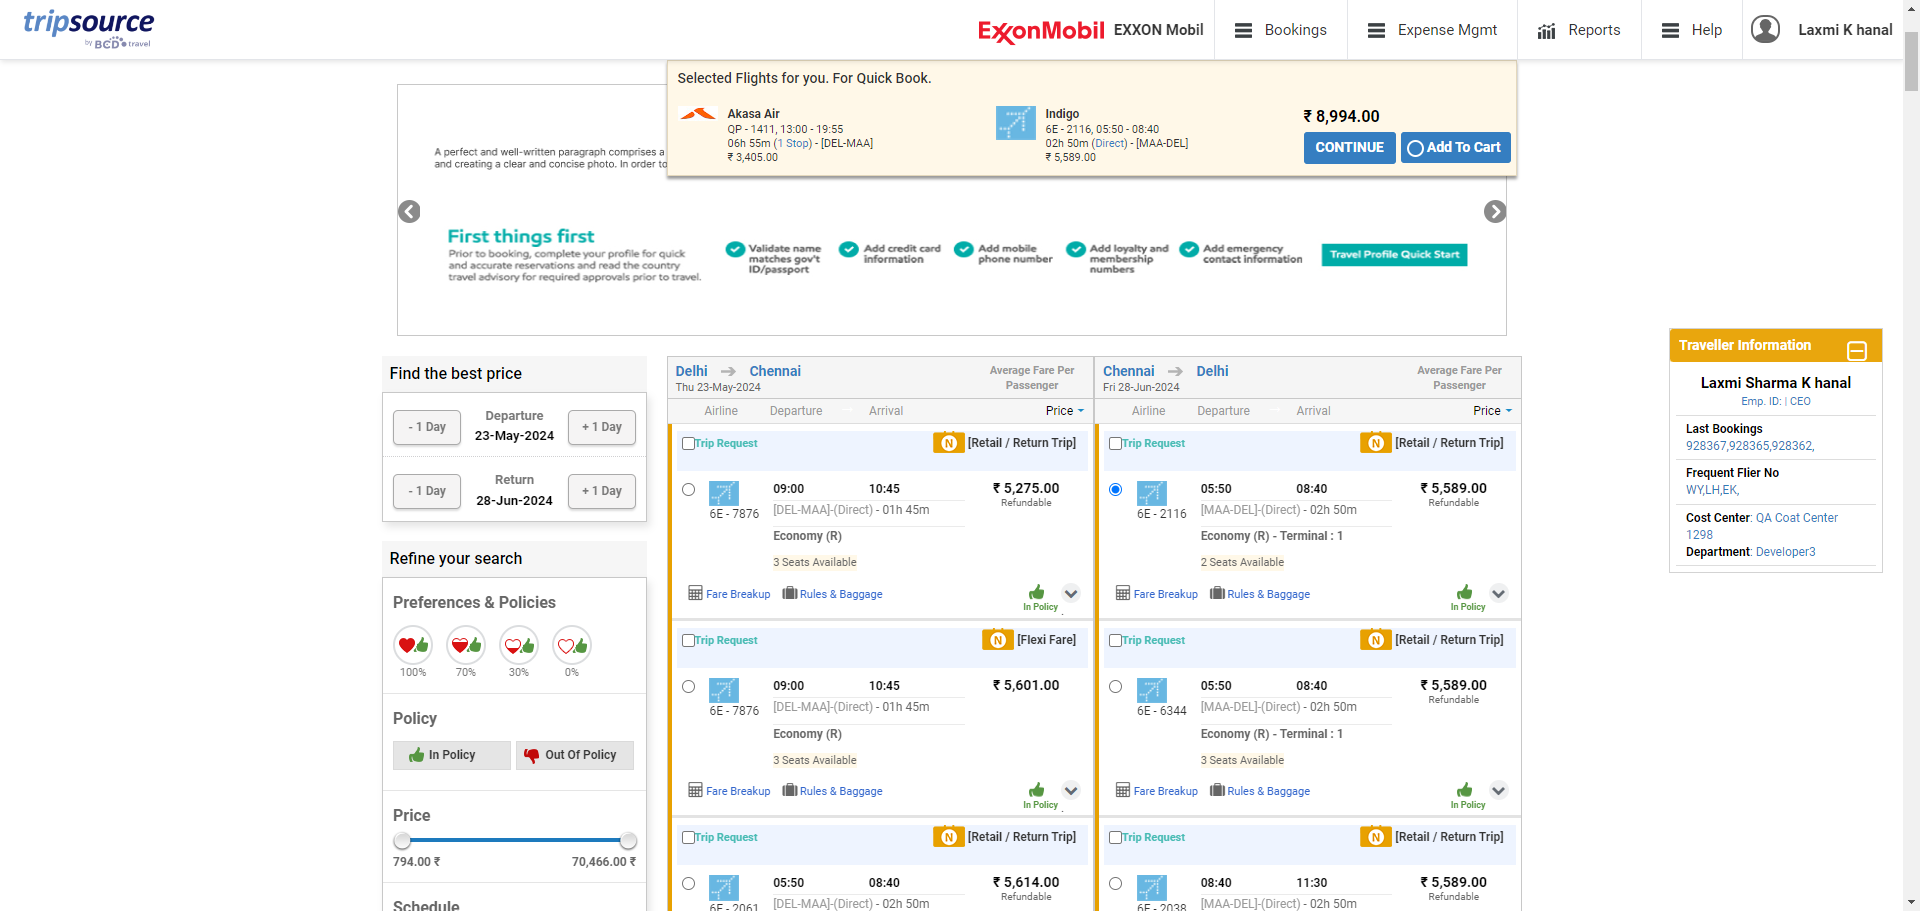 tripsource
by BCD travel
ExxonMobil EXXON Mobil
Bookings
Expense Mgmt
Reports
Help
Laxmi K hanal
Selected Flights for you. For Quick Book.
Akasa Air
QP - 1411, 13:00 - 19:55
06h 55m (1 Stop) - [DEL-MAA]
₹ 3,405.00
Indigo
6E - 2116, 05:50 - 08:40
02h 50m (Direct) - [MAA-DEL]
₹ 5,589.00
₹ 8,994.00
CONTINUE
Add To Cart
A perfect and well-written paragraph comprises a
and creating a clear and concise photo. In order to
First things first
Prior to booking, complete your profile for quick
and accurate reservations and read the country
travel advisory for required approvals prior to travel.
Validate name
matches gov't
ID/passport
Add credit card
information
Add mobile
phone number
Add loyalty and
membership
numbers
Add emergency
contact information
Travel Profile Quick Start
Find the best price
- 1 Day
Departure
23-May-2024
+ 1 Day
- 1 Day
Return
28-Jun-2024
+ 1 Day
Refine your search
Preferences & Policies
100%
70%
30%
0%
Policy
In Policy
Out Of Policy
Price
794.00 ₹
70,466.00 ₹
Schedule
Delhi Chennai
Thu 23-May-2024
Average Fare Per
Passenger
Airline Departure Arrival Price
Trip Request
N [Retail / Return Trip]
09:00 10:45 ₹ 5,275.00
Refundable
6E - 7876 [DEL-MAA]-(Direct) - 01h 45m
Economy (R)
3 Seats Available
Fare Breakup Rules & Baggage
In Policy
Trip Request
N [Flexi Fare]
09:00 10:45 ₹ 5,601.00
6E - 7876 [DEL-MAA]-(Direct) - 01h 45m
Economy (R)
3 Seats Available
Fare Breakup Rules & Baggage
In Policy
Trip Request
N [Retail / Return Trip]
05:50 08:40 ₹ 5,614.00
Refundable
6E - 2061 [DEL-MAA]-(Direct) - 02h 50m
Chennai Delhi
Fri 28-Jun-2024
Average Fare Per
Passenger
Airline Departure Arrival Price
Trip Request
N [Retail / Return Trip]
05:50 08:40 ₹ 5,589.00
Refundable
6E - 2116 [MAA-DEL]-(Direct) - 02h 50m
Economy (R) - Terminal : 1
2 Seats Available
Fare Breakup Rules & Baggage
In Policy
Trip Request
N [Retail / Return Trip]
05:50 08:40 ₹ 5,589.00
Refundable
6E - 6344 [MAA-DEL]-(Direct) - 02h 50m
Economy (R) - Terminal : 1
3 Seats Available
Fare Breakup Rules & Baggage
In Policy
Trip Request
N [Retail / Return Trip]
08:40 11:30 ₹ 5,589.00
Refundable
6E - 2038 [MAA-DEL]-(Direct) - 02h 50m
Traveller Information
Laxmi Sharma K hanal
Emp. ID: | CEO
Last Bookings
928367,928365,928362,
Frequent Flier No
WY,LH,EK,
Cost Center: QA Coat Center
1298
Department: Developer3